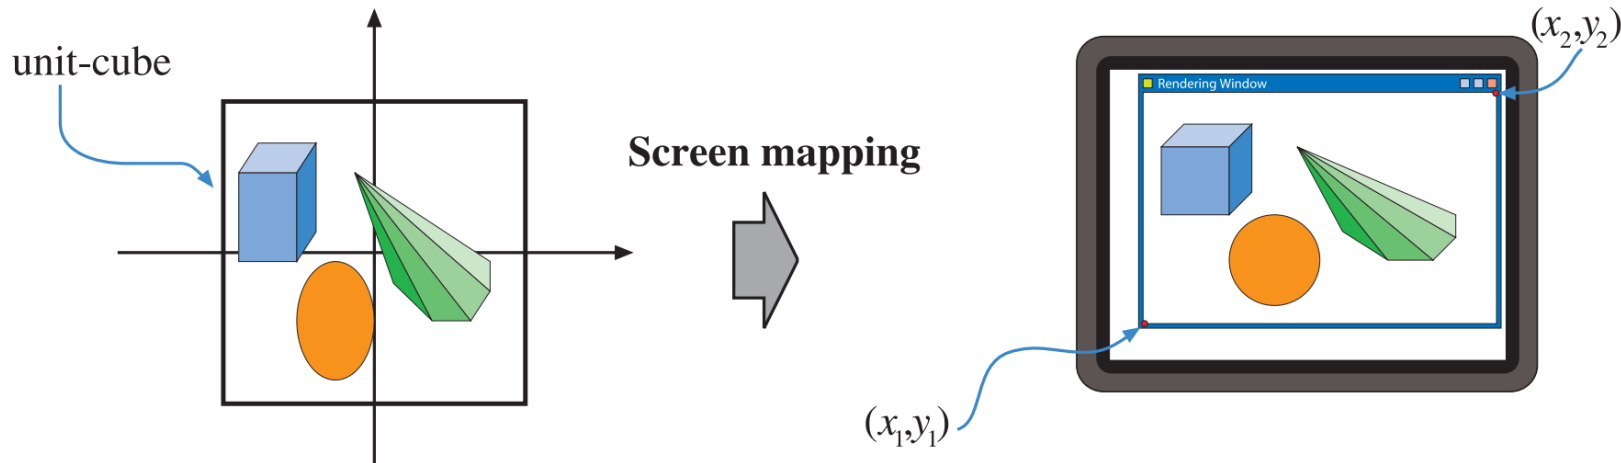 unit-cube
Screen mapping
(x₂,y₂)
Rendering Window
(x₁,y₁)